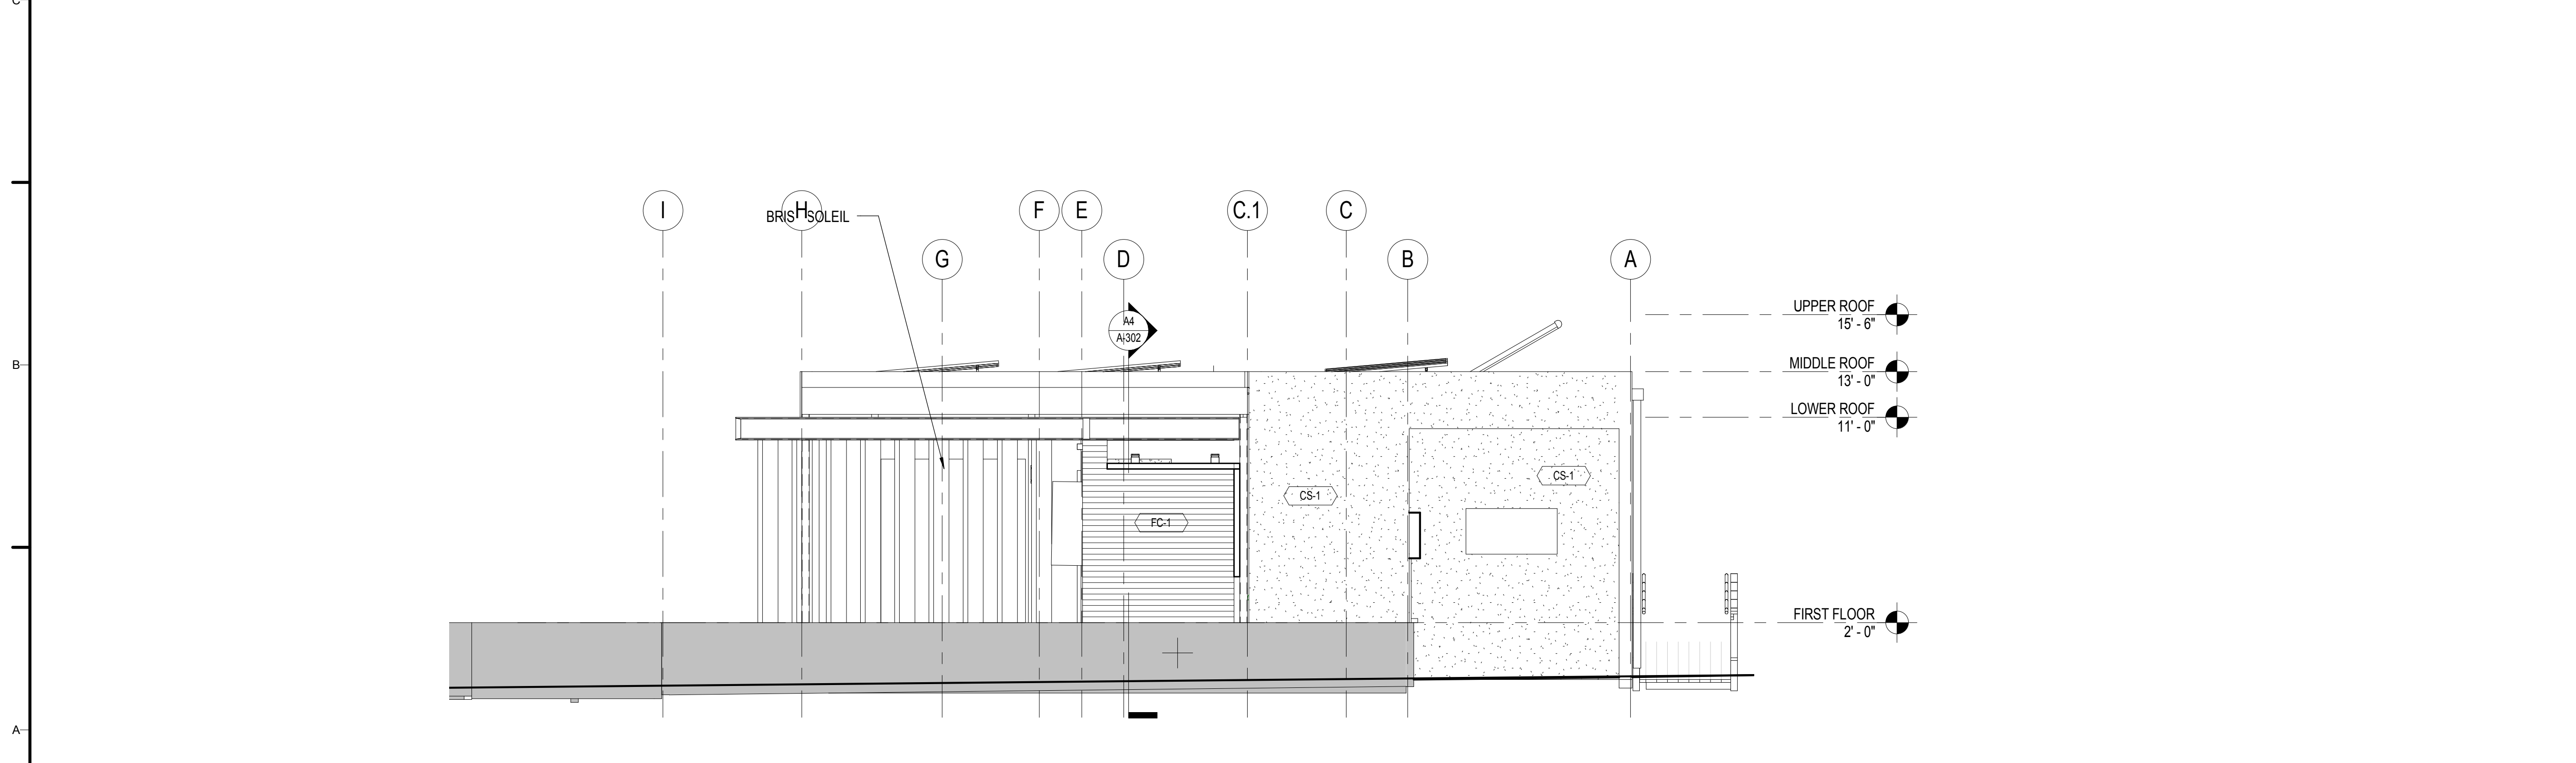 C
I
H
F
E
C.1
C
BRIS SOLEIL
G
D
B
A
A4
A-302
UPPER ROOF
15' - 6"
MIDDLE ROOF
13' - 0"
B
LOWER ROOF
11' - 0"
CS-1
CS-1
FC-1
FIRST FLOOR
2' - 0"
A